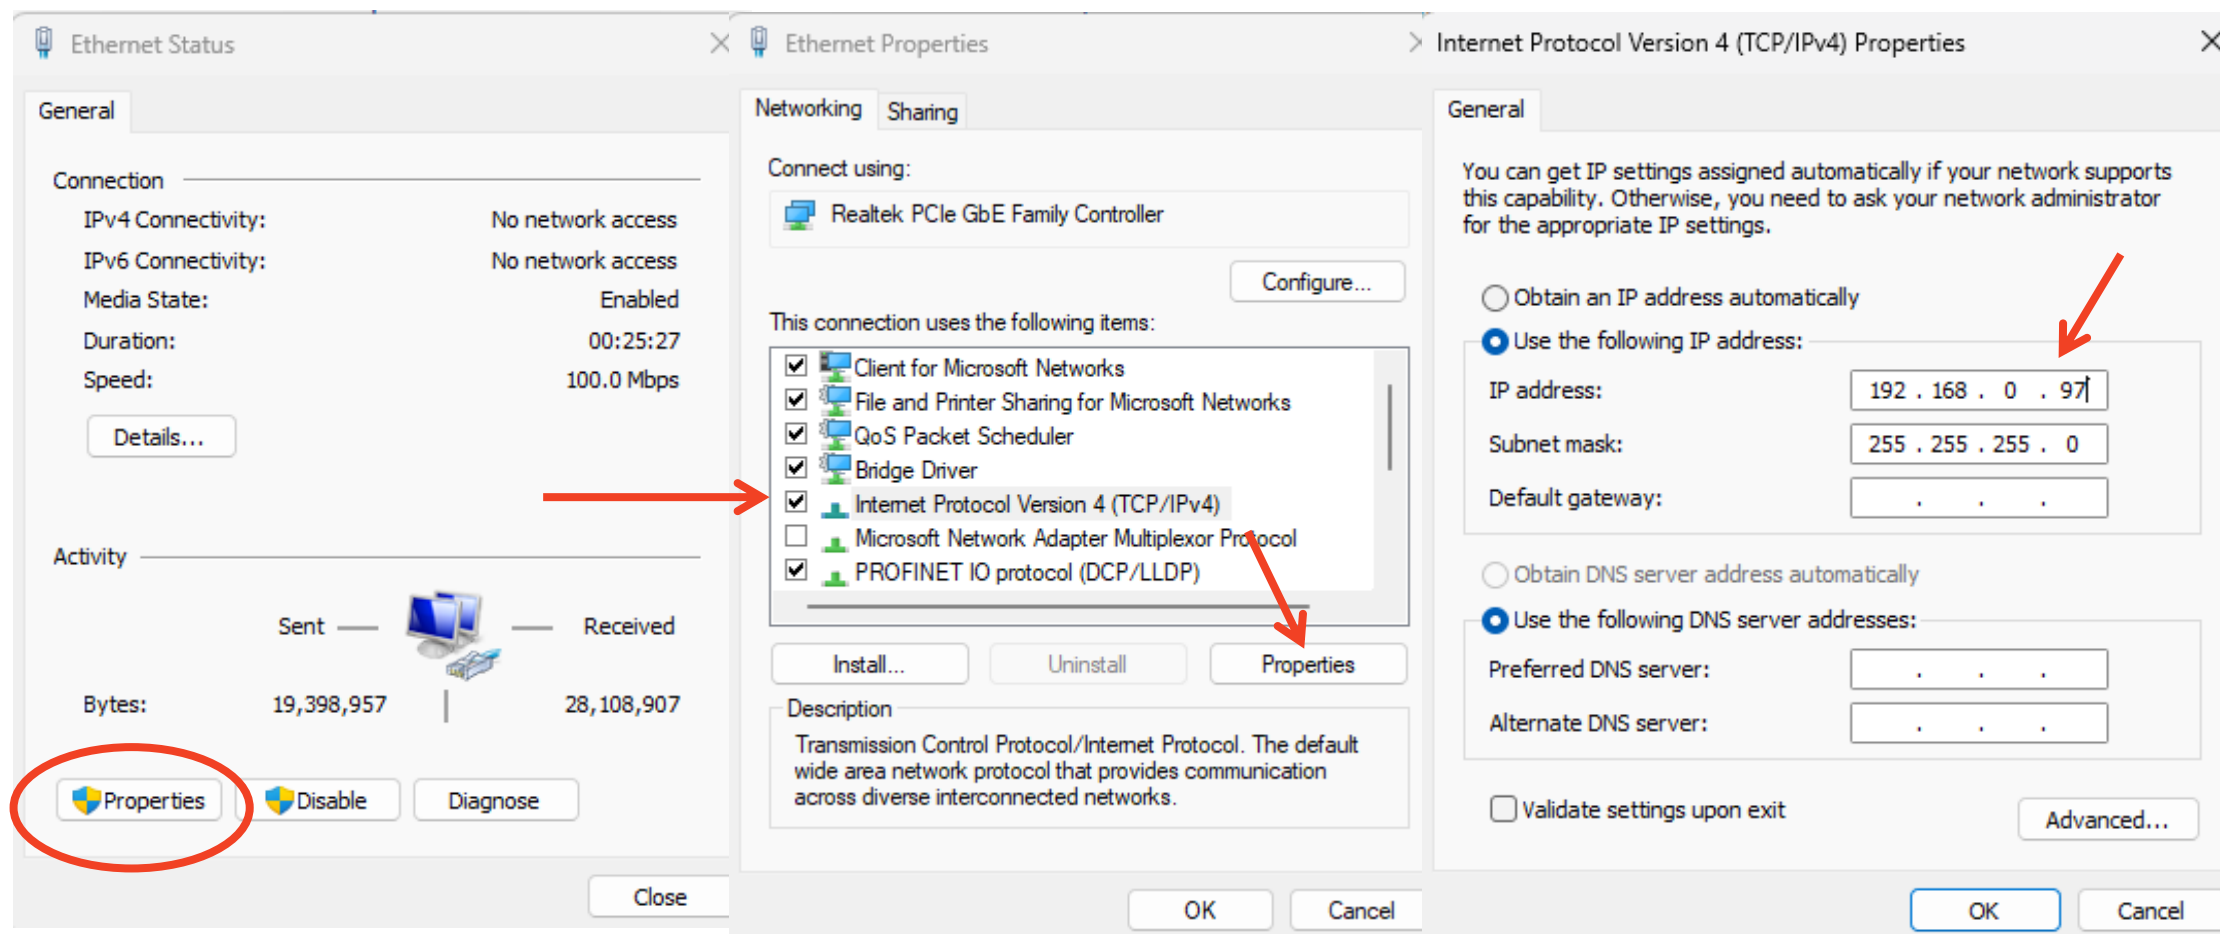 Ethernet Status
General
Connection
IPv4 Connectivity: No network access
IPv6 Connectivity: No network access
Media State: Enabled
Duration: 00:25:27
Speed: 100.0 Mbps
Details...
Activity
Sent Received
Bytes: 19,398,957 28,108,907
Properties Disable Diagnose
Close
Ethernet Properties
Networking Sharing
Connect using:
Realtek PCIe GbE Family Controller
Configure...
This connection uses the following items:
Client for Microsoft Networks
File and Printer Sharing for Microsoft Networks
QoS Packet Scheduler
Bridge Driver
Internet Protocol Version 4 (TCP/IPv4)
Microsoft Network Adapter Multiplexor Protocol
PROFINET IO protocol (DCP/LLDP)
Install... Uninstall Properties
Description
Transmission Control Protocol/Internet Protocol. The default
wide area network protocol that provides communication
across diverse interconnected networks.
OK Cancel
Internet Protocol Version 4 (TCP/IPv4) Properties
General
You can get IP settings assigned automatically if your network supports
this capability. Otherwise, you need to ask your network administrator
for the appropriate IP settings.
Obtain an IP address automatically
Use the following IP address:
IP address: 192 . 168 . 0 . 97
Subnet mask: 255 . 255 . 255 . 0
Default gateway: . . .
Obtain DNS server address automatically
Use the following DNS server addresses:
Preferred DNS server: . . .
Alternate DNS server: . . .
Validate settings upon exit
Advanced...
OK Cancel